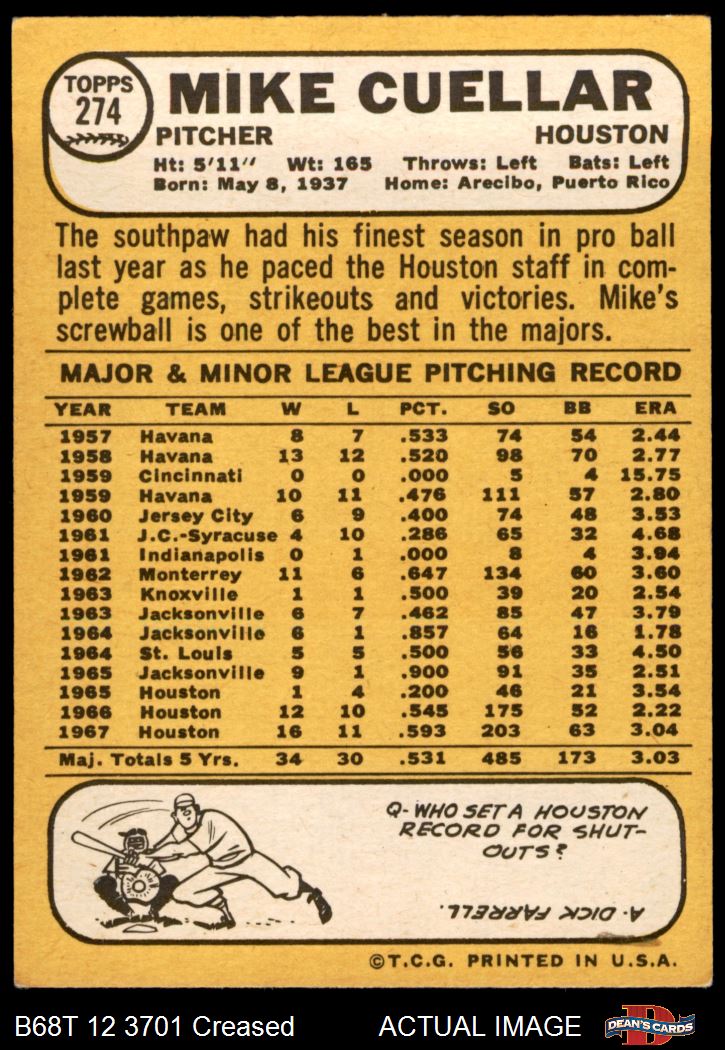 TOPPS
274
MIKE CUELLAR
PITCHER HOUSTON
Ht: 5'11" Wt: 165 Throws: Left Bats: Left
Born: May 8, 1937 Home: Arecibo, Puerto Rico
The southpaw had his finest season in pro ball
last year as he paced the Houston staff in com-
plete games, strikeouts and victories. Mike's
screwball is one of the best in the majors.
MAJOR & MINOR LEAGUE PITCHING RECORD
YEAR TEAM W L PCT. SO BB ERA
1957 Havana 8 7 .533 74 54 2.44
1958 Havana 13 12 .520 98 70 2.77
1959 Cincinnati 0 0 .000 5 4 15.75
1959 Havana 10 11 .476 111 57 2.80
1960 Jersey City 6 9 .400 74 48 3.53
1961 J.C.-Syracuse 4 10 .286 65 32 4.68
1961 Indianapolis 0 1 .000 8 4 3.94
1962 Monterrey 11 6 .647 134 60 3.60
1963 Knoxville 1 1 .500 39 20 2.54
1963 Jacksonville 6 7 .462 85 47 3.79
1964 Jacksonville 6 1 .857 64 16 1.78
1964 St. Louis 5 5 .500 56 33 4.50
1965 Jacksonville 9 1 .900 91 35 2.51
1965 Houston 1 4 .200 46 21 3.54
1966 Houston 12 10 .545 175 52 2.22
1967 Houston 16 11 .593 203 63 3.04
Maj. Totals 5 Yrs. 34 30 .531 485 173 3.03
Q-WHO SET A HOUSTON
RECORD FOR SHUT-
OUTS?
A-DICK FARRELL.
©T.C.G. PRINTED IN U.S.A.
B68T 12 3701 Creased ACTUAL IMAGE
DEAN'S CARDS